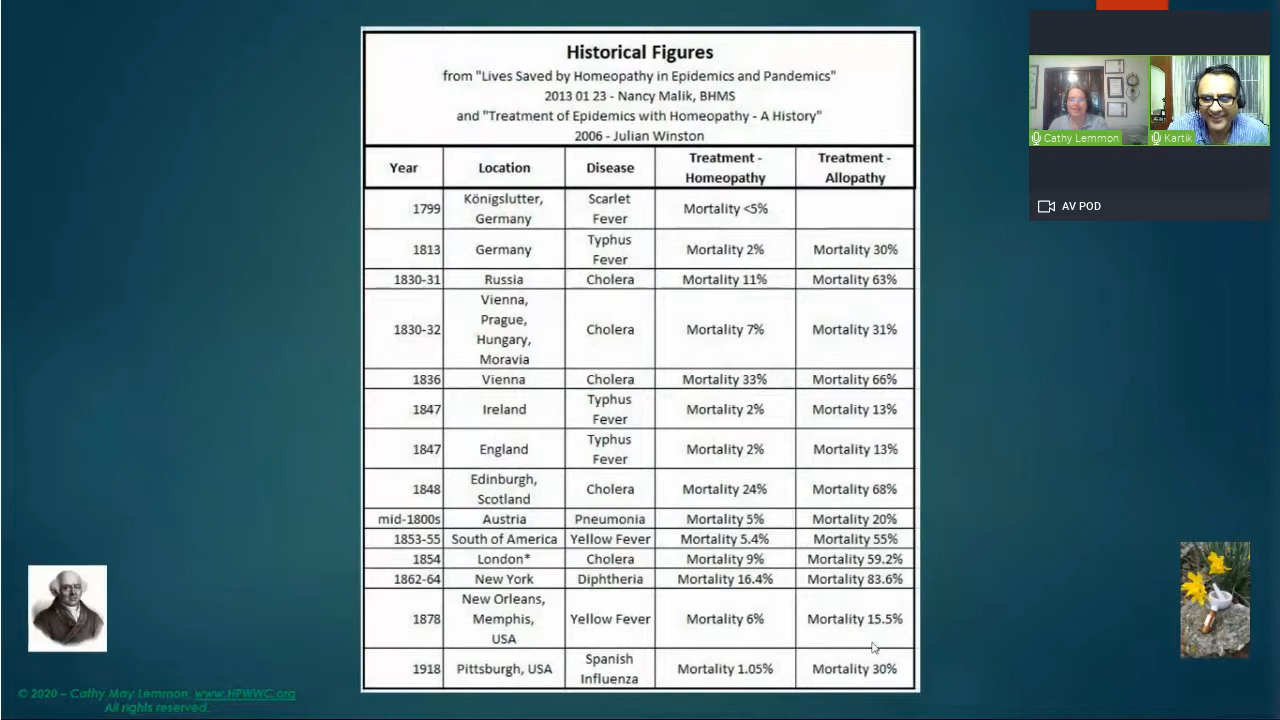 Historical Figures
from "Lives Saved by Homeopathy in Epidemics and Pandemics"
2013 01 23 - Nancy Malik, BHMS
and "Treatment of Epidemics with Homeopathy - A History"
2006 - Julian Winston
Year Location Disease Treatment - Homeopathy Treatment - Allopathy
1799 Königslutter, Germany Scarlet Fever Mortality <5%
1813 Germany Typhus Fever Mortality 2% Mortality 30%
1830-31 Russia Cholera Mortality 11% Mortality 63%
1830-32 Vienna, Prague, Hungary, Moravia Cholera Mortality 7% Mortality 31%
1836 Vienna Cholera Mortality 33% Mortality 66%
1847 Ireland Typhus Fever Mortality 2% Mortality 13%
1847 England Typhus Fever Mortality 2% Mortality 13%
1848 Edinburgh, Scotland Cholera Mortality 24% Mortality 68%
mid-1800s Austria Pneumonia Mortality 5% Mortality 20%
1853-55 South of America Yellow Fever Mortality 5.4% Mortality 55%
1854 London* Cholera Mortality 9% Mortality 59.2%
1862-64 New York Diphtheria Mortality 16.4% Mortality 83.6%
1878 New Orleans, Memphis, USA Yellow Fever Mortality 6% Mortality 15.5%
1918 Pittsburgh, USA Spanish Influenza Mortality 1.05% Mortality 30%
© 2020 – Cathy May Lemmon, www.HPWWC.org
All rights reserved.
Cathy Lemmon
Kartik
AV POD